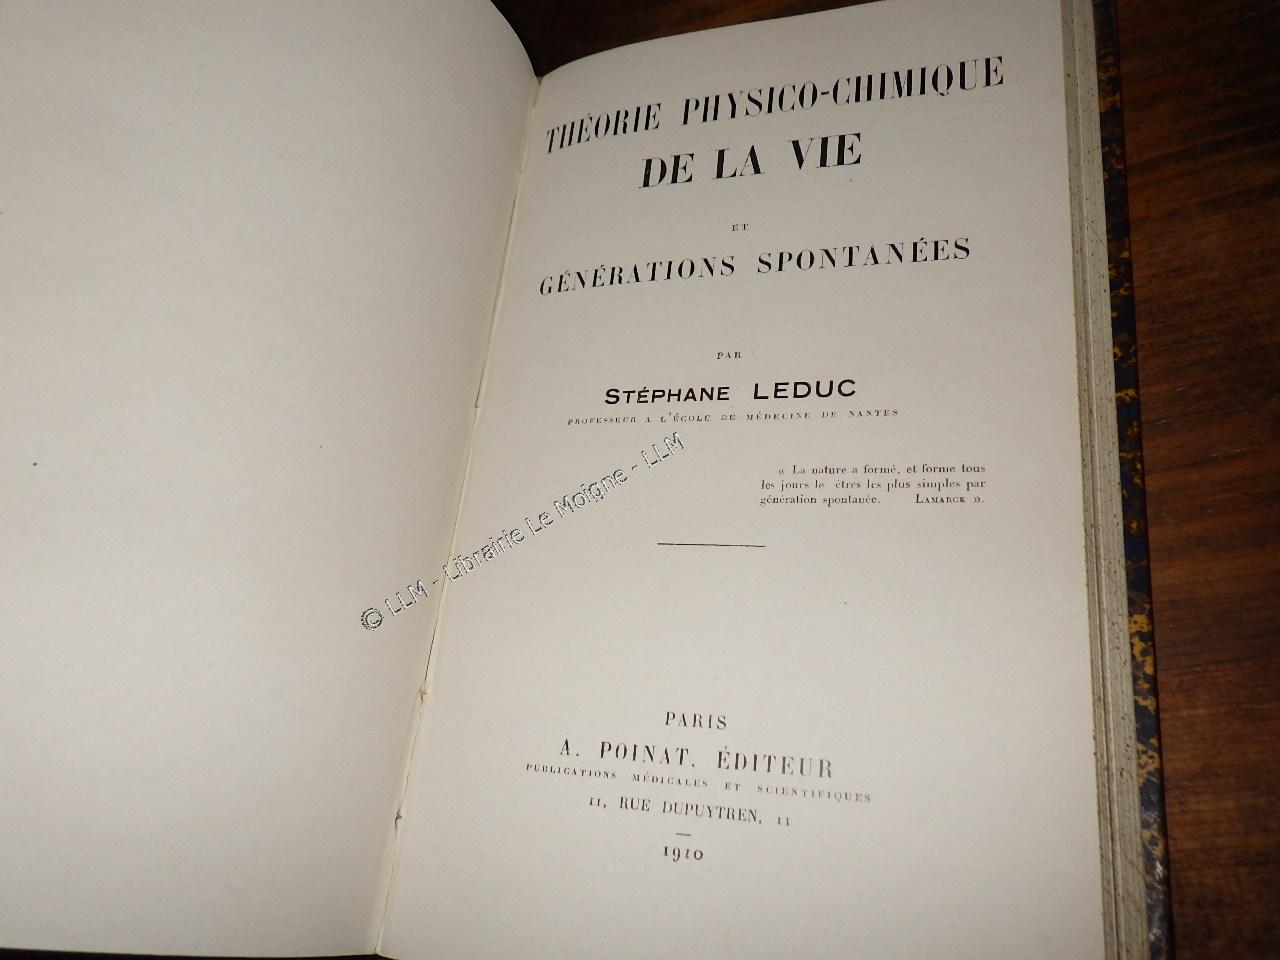 THÉORIE PHYSICO-CHIMIQUE
DE LA VIE
ET
GÉNÉRATIONS SPONTANÉES
PAR
STÉPHANE LEDUC
PROFESSEUR A L'ÉCOLE DE MÉDECINE DE NANTES
« La nature a formé, et forme tous
les jours le êtres les plus simples par
génération spontanée. LAMARCK ».
© LLM - Librairie Le Moigne - LLM
PARIS
A. POINAT, ÉDITEUR
PUBLICATIONS MÉDICALES ET SCIENTIFIQUES
11, RUE DUPUYTREN, 11
1910